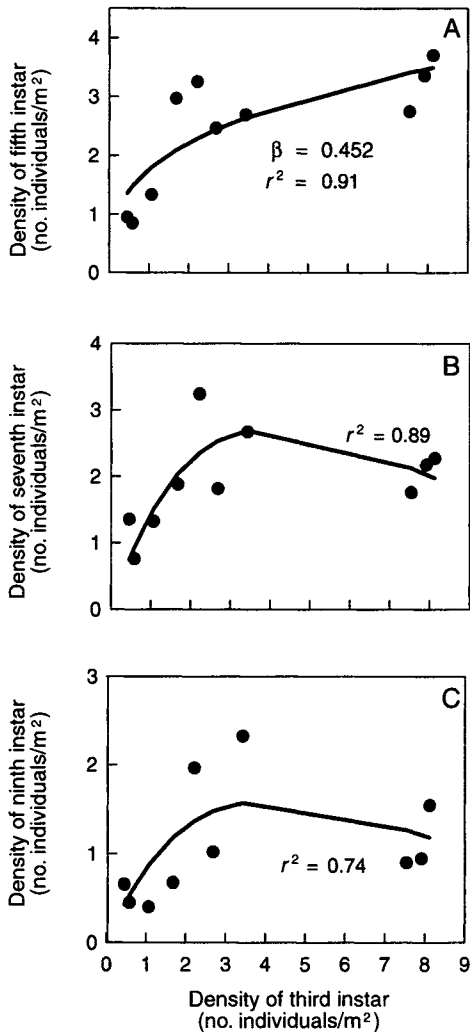 A
Density of fifth instar
(no. individuals/m²)
4
3
2
1
0
β = 0.452
r² = 0.91
B
Density of seventh instar
(no. individuals/m²)
4
3
2
1
0
r² = 0.89
C
Density of ninth instar
(no. individuals/m²)
3
2
1
0
r² = 0.74
0 1 2 3 4 5 6 7 8 9
Density of third instar
(no. individuals/m²)